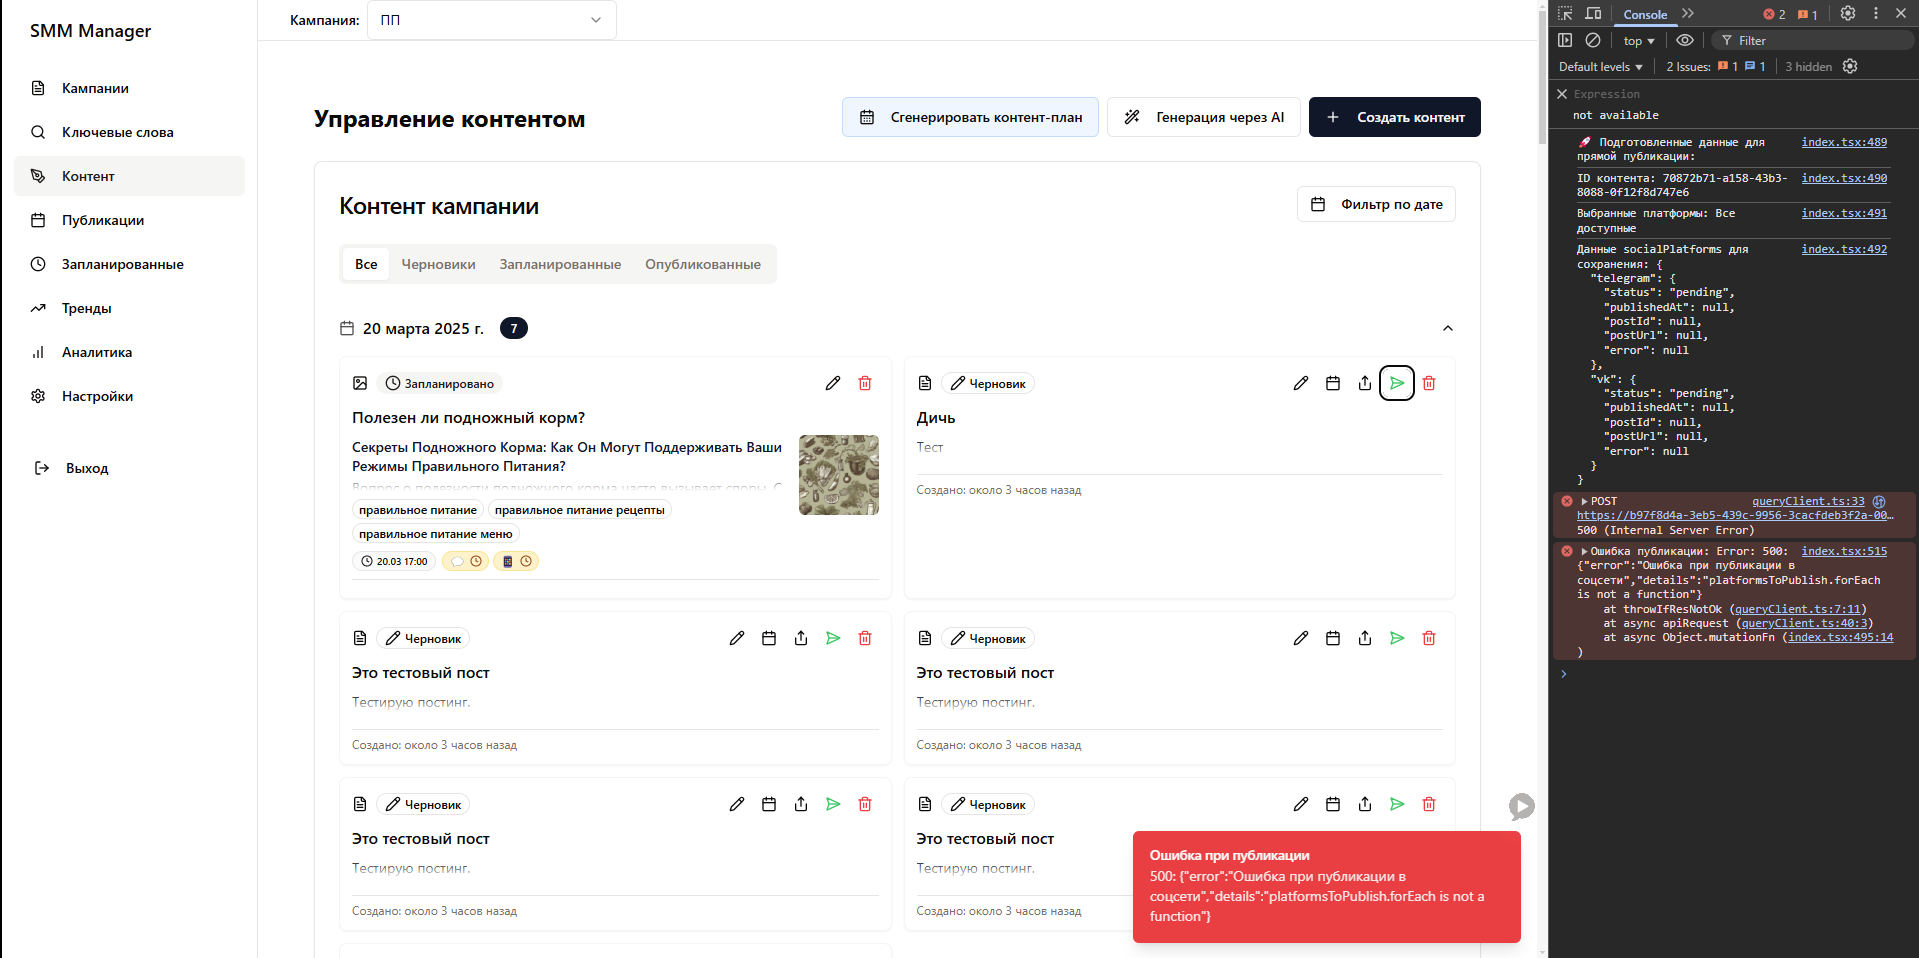 SMM Manager
Кампании
Ключевые слова
Контент
Публикации
Запланированные
Тренды
Аналитика
Настройки
Выход
Кампания:
ПП
Управление контентом
Сгенерировать контент-план
Генерация через AI
Создать контент
Контент кампании
Фильтр по дате
Все
Черновики
Запланированные
Опубликованные
20 марта 2025 г.
7
Запланировано
Полезен ли подножный корм?
Секреты Подножного Корма: Как Он Могут Поддерживать Ваши
Режимы Правильного Питания?
Вопрос о полезности подножного корма часто вызывает споры. С
правильное питание
правильное питание рецепты
правильное питание меню
20.03 17:00
Черновик
Дичь
Тест
Создано: около 3 часов назад
Черновик
Это тестовый пост
Тестирую постинг.
Создано: около 3 часов назад
Черновик
Это тестовый пост
Тестирую постинг.
Создано: около 3 часов назад
Черновик
Это тестовый пост
Тестирую постинг.
Создано: около 3 часов назад
Черновик
Это тестовый пост
Тестирую постинг.
Создано: около 3 часов назад
Ошибка при публикации
500: {"error":"Ошибка при публикации в
соцсети","details":"platformsToPublish.forEach is not a
function"}
Console
2
1
top
Filter
Default levels
2 Issues:
1
1
3 hidden
Expression
not available
🚀 Подготовленные данные для index.tsx:489
прямой публикации:
ID контента: 70872b71-a158-43b3- index.tsx:490
8088-0f12f8d747e6
Выбранные платформы: Все index.tsx:491
доступные
Данные socialPlatforms для index.tsx:492
сохранения: {
"telegram": {
"status": "pending",
"publishedAt": null,
"postId": null,
"postUrl": null,
"error": null
},
"vk": {
"status": "pending",
"publishedAt": null,
"postId": null,
"postUrl": null,
"error": null
}
}
POST queryClient.ts:33
https://b97f8d4a-3eb5-439c-9956-3cacfdeb3f2a-00…
500 (Internal Server Error)
Ошибка публикации: Error: 500: index.tsx:515
{"error":"Ошибка при публикации в
соцсети","details":"platformsToPublish.forEach
is not a function"}
at throwIfResNotOk (queryClient.ts:7:11)
at async apiRequest (queryClient.ts:40:3)
at async Object.mutationFn (index.tsx:495:14
)